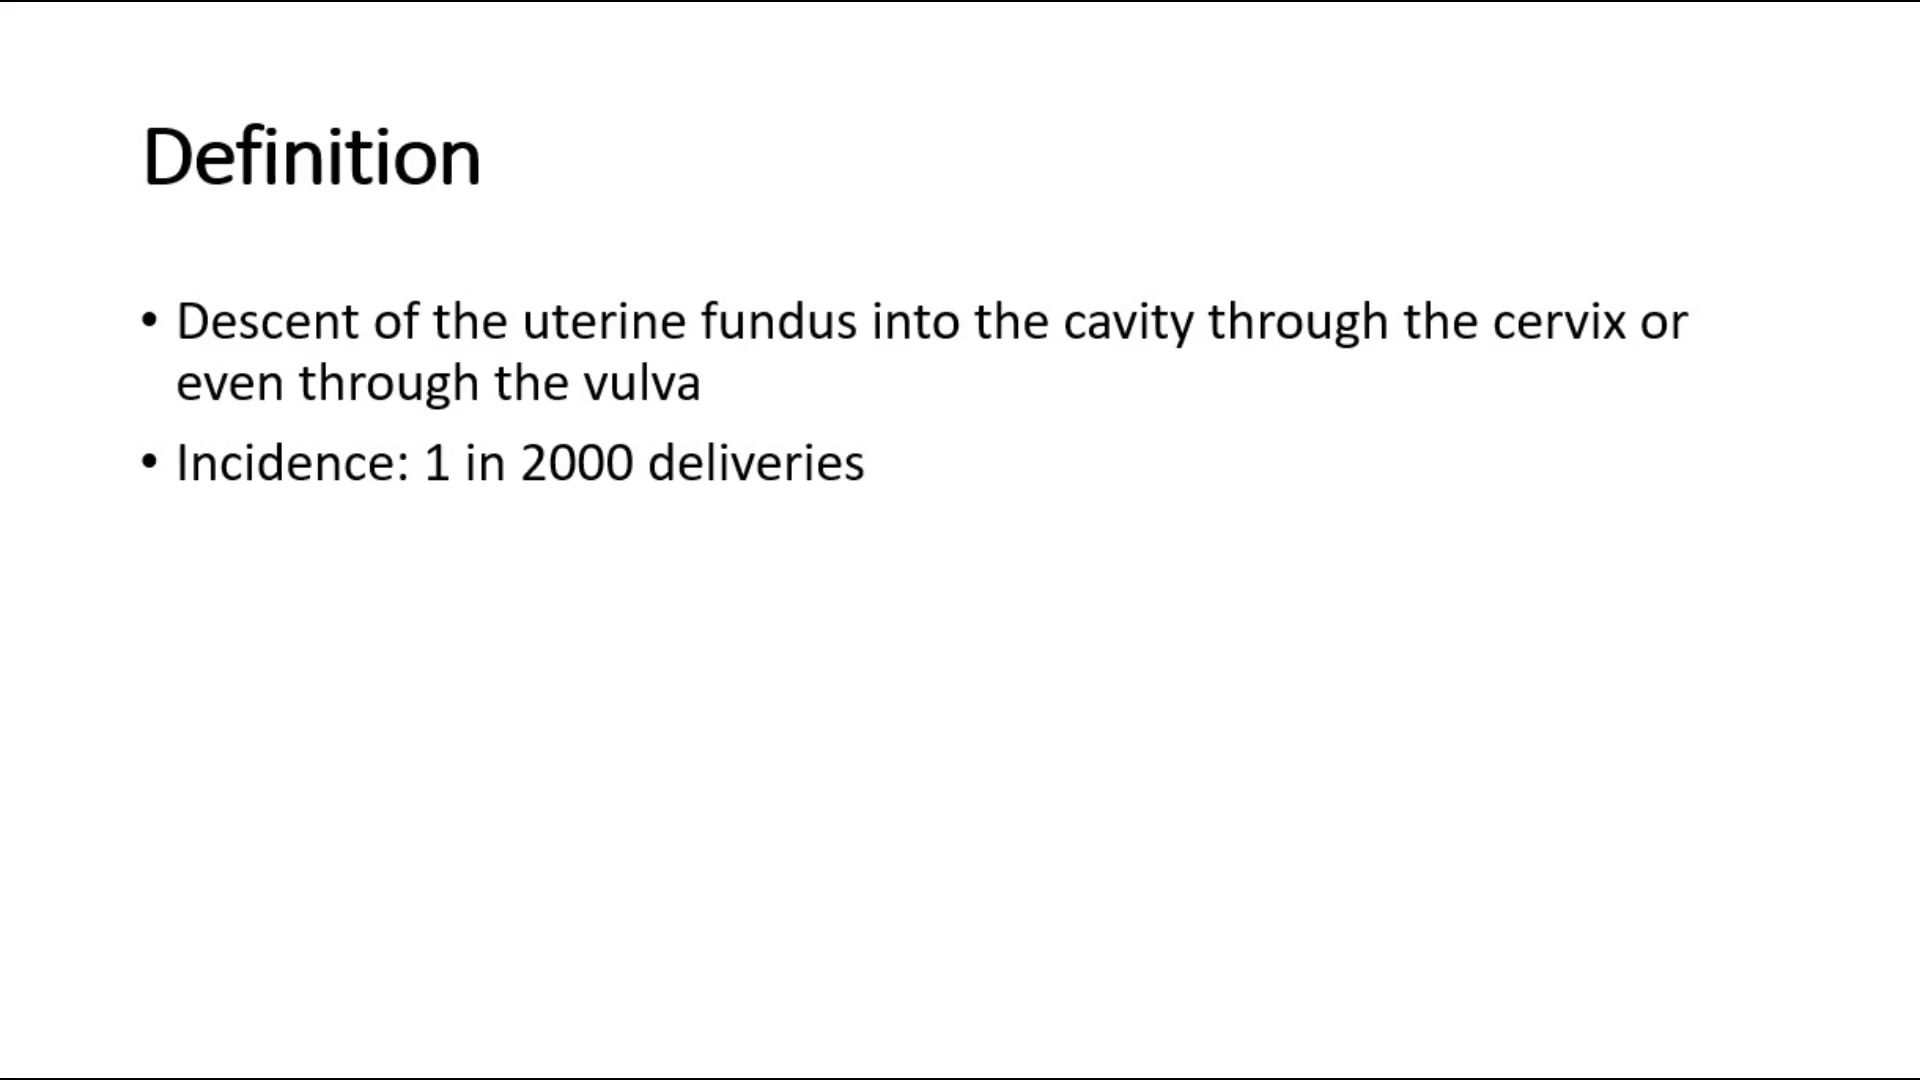 Definition
• Descent of the uterine fundus into the cavity through the cervix or
even through the vulva
• Incidence: 1 in 2000 deliveries